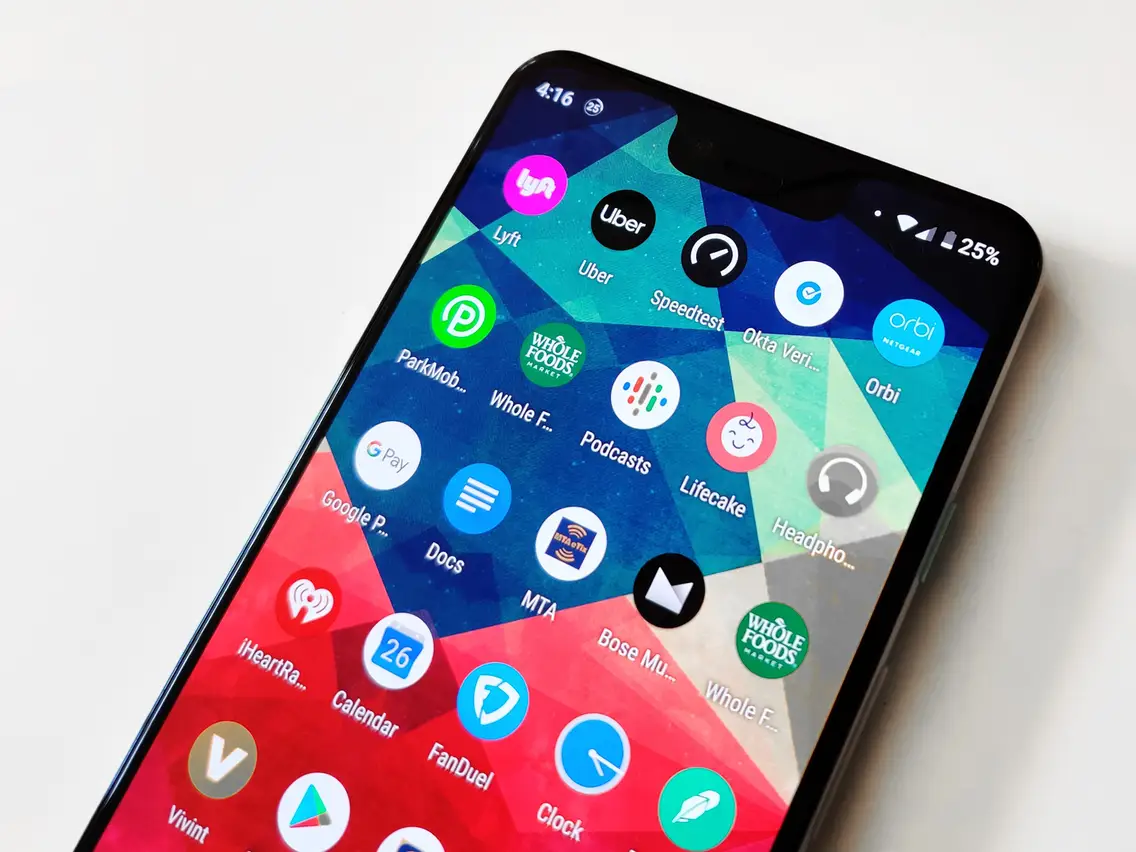 4:16 25
25%
lyft
Uber
Lyft
Uber
Speedtest
Okta Veri...
orbi
NETGEAR
Orbi
WHOLE
FOODS
MARKET
ParkMob...
Whole F...
Podcasts
Lifecake
Headpho...
G Pay
MTA eTix
Google P...
Docs
MTA
Bose Mu...
WHOLE
FOODS
MARKET
Whole F...
26
iHeartRa...
Calendar
FanDuel
Clock
V
Vivint